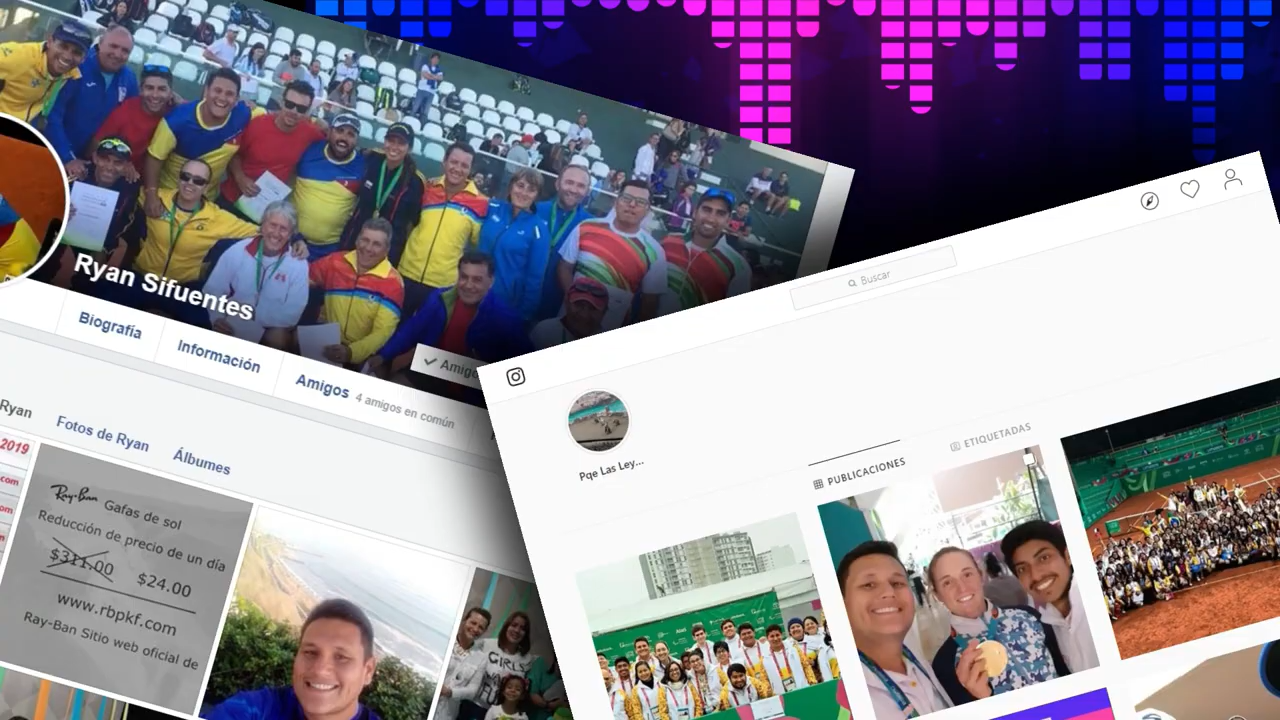 Ryan Sifuentes
Biografía
Información
Amigos 4 amigos en común
Ryan
Fotos de Ryan
Álbumes
2019
Ray-Ban Gafas de sol
Reducción de precio de un día
$311.00 $24.00
www.rbpkf.com
Ray-Ban Sitio web oficial de
GIRLS
Buscar
Pqe Las Ley...
PUBLICACIONES
ETIQUETADAS